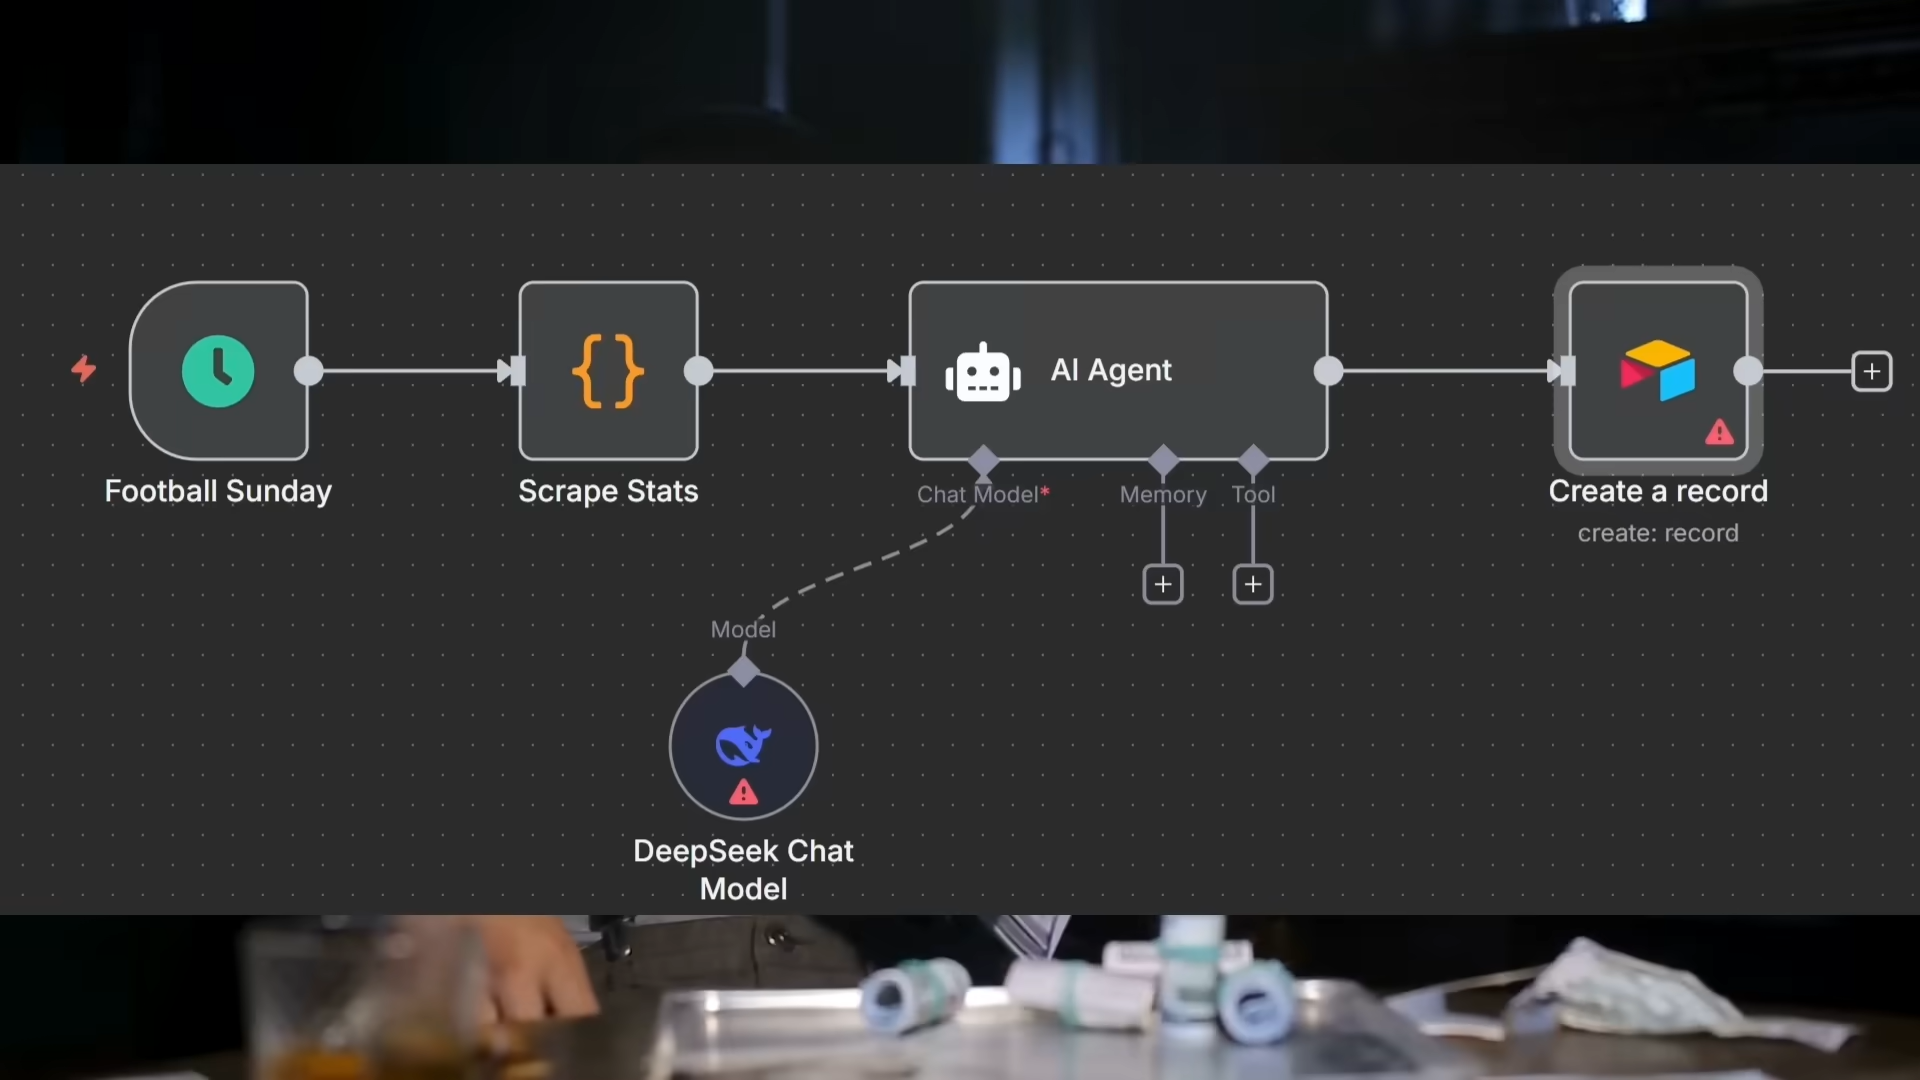 AI Agent
Football Sunday
Scrape Stats
Chat Model*
Memory
Tool
Create a record
create: record
Model
DeepSeek Chat
Model